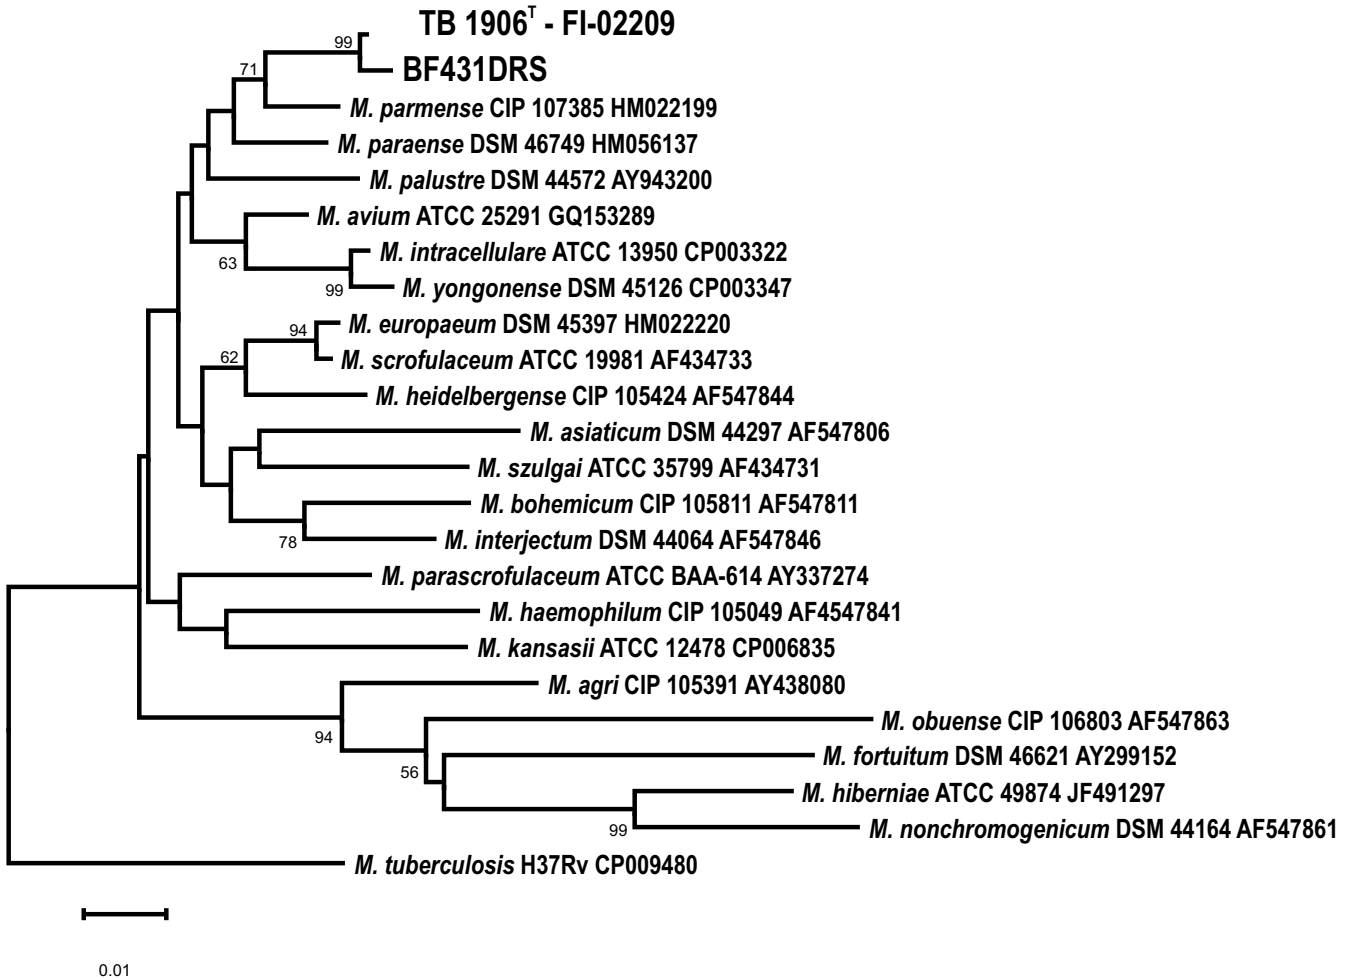 TB 1906T - FI-02209
99
BF431DRS
71
M. parmense CIP 107385 HM022199
M. paraense DSM 46749 HM056137
M. palustre DSM 44572 AY943200
M. avium ATCC 25291 GQ153289
M. intracellulare ATCC 13950 CP003322
63
M. yongonense DSM 45126 CP003347
99
M. europaeum DSM 45397 HM022220
94
M. scrofulaceum ATCC 19981 AF434733
62
M. heidelbergense CIP 105424 AF547844
M. asiaticum DSM 44297 AF547806
M. szulgai ATCC 35799 AF434731
M. bohemicum CIP 105811 AF547811
M. interjectum DSM 44064 AF547846
78
M. parascrofulaceum ATCC BAA-614 AY337274
M. haemophilum CIP 105049 AF4547841
M. kansasii ATCC 12478 CP006835
M. agri CIP 105391 AY438080
M. obuense CIP 106803 AF547863
94
M. fortuitum DSM 46621 AY299152
56
M. hiberniae ATCC 49874 JF491297
M. nonchromogenicum DSM 44164 AF547861
99
M. tuberculosis H37Rv CP009480
0.01